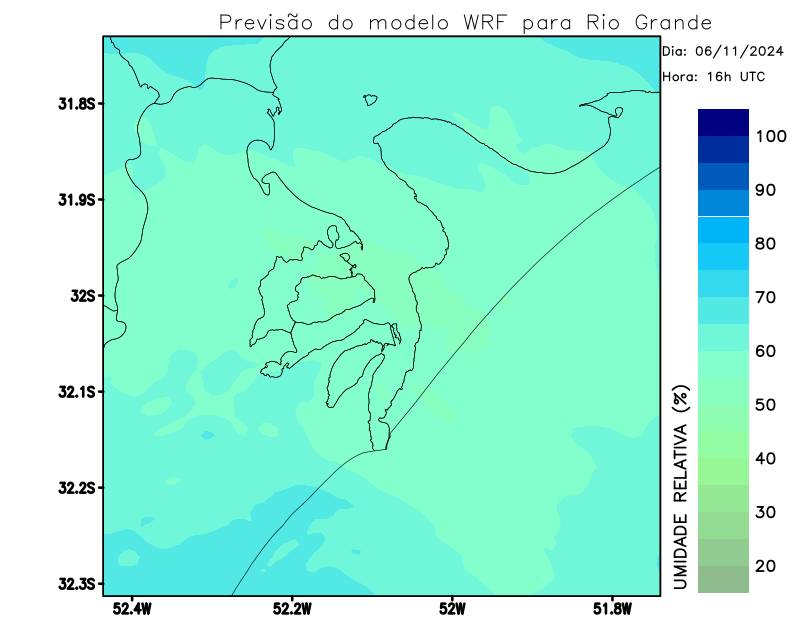 Previsão do modelo WRF para Rio Grande
Dia: 06/11/2024
Hora: 16h UTC
31.8S
31.9S
32S
32.1S
32.2S
32.3S
52.4W
52.2W
52W
51.8W
100
90
80
70
60
50
40
30
20
UMIDADE RELATIVA (%)